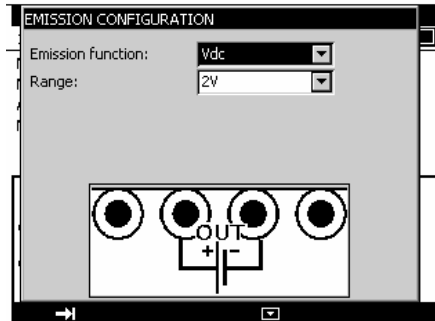 EMISSION CONFIGURATION
Emission function: Vdc
Range: 2V
OUT
+ −